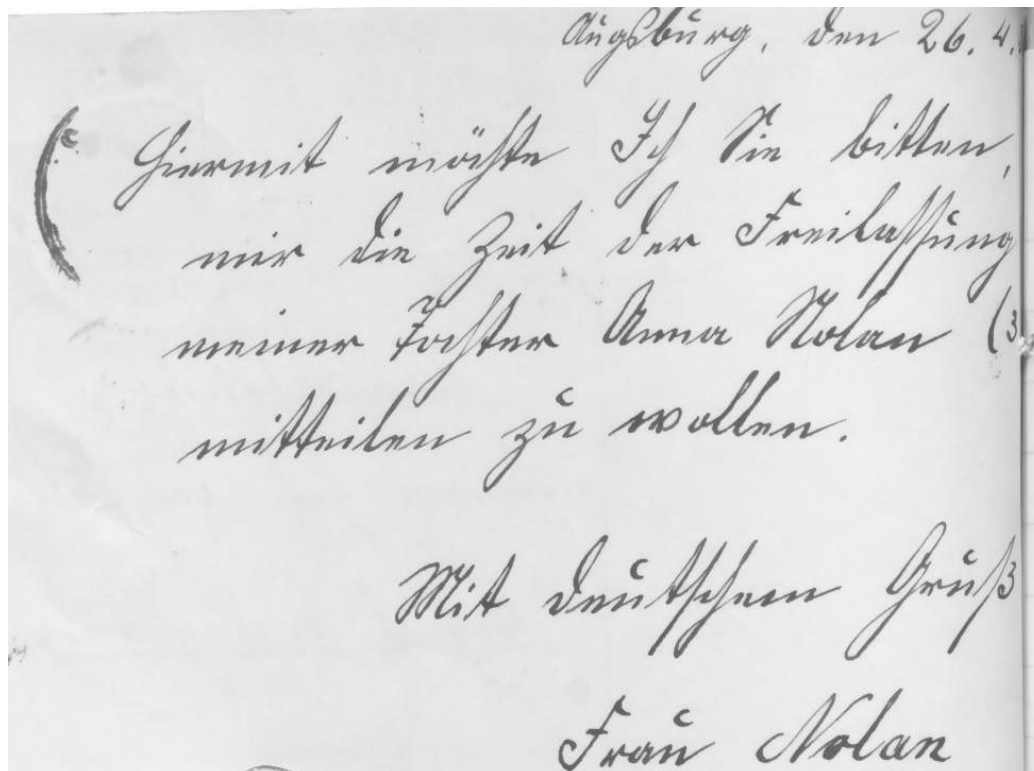 Augsburg, den 26. 4.
Hiermit möchte Ich Sie bitten,
mir die Zeit der Freilassung
meiner Tochter Anna Nolan (3
mitteilen zu wollen.
Mit deutschem Gruß
Frau Nolan